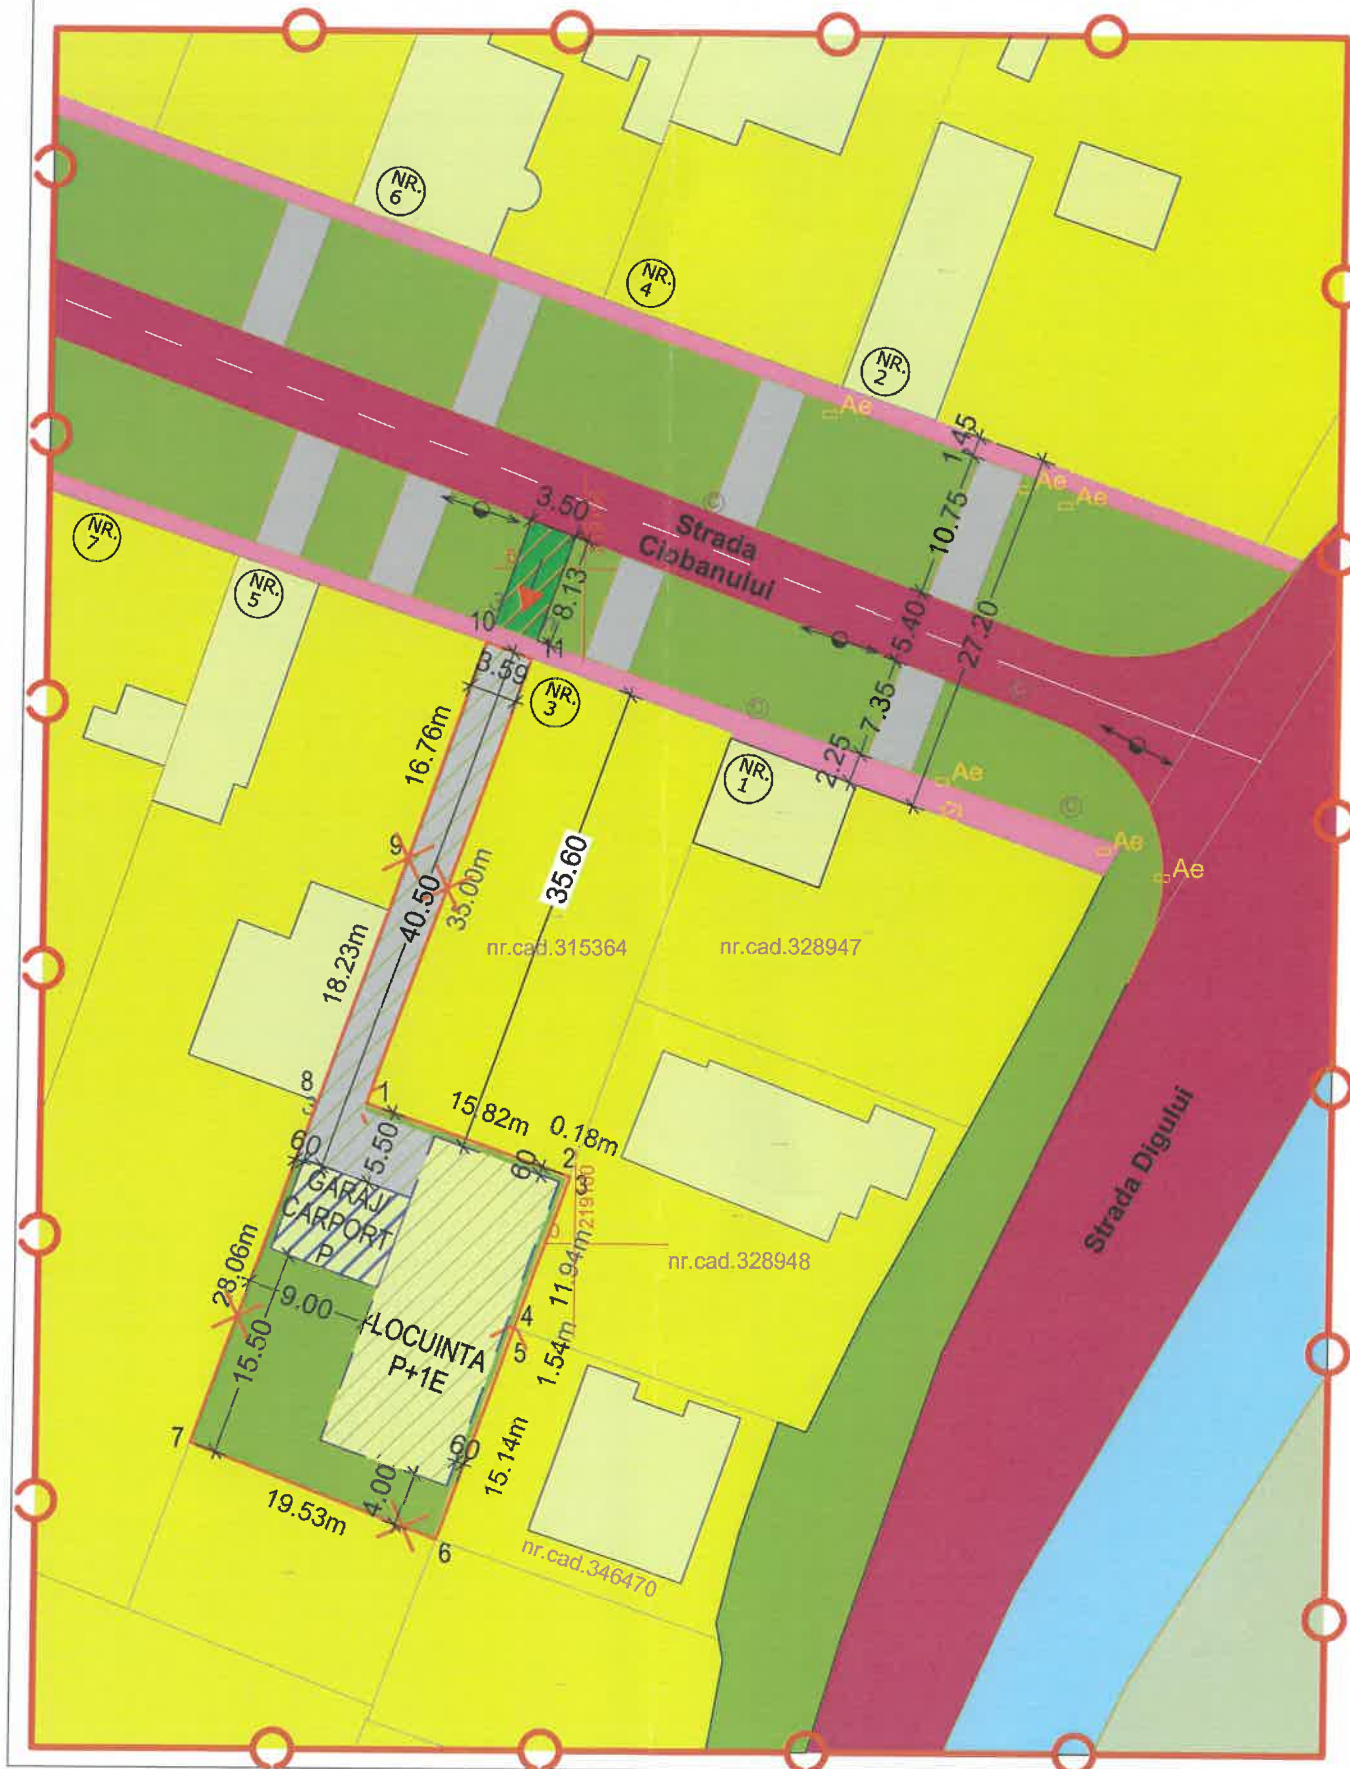 NR.
6
NR.
4
NR.
2
Ae
1.45
Ae
Ae
10.75
3.50
Strada
Ciobanului
NR.
7
NR.
5
8.13
5.40
27.20
10
11
3.59
NR.
3
7.35
2.25
NR.
1
Ae
Ae
Ae
16.76m
9
40.50
35.00m
35.60
18.23m
nr.cad.315364
nr.cad.328947
8
1
15.82m
0.18m
60
5.50
60
2
3
GARAJ/
CARPORT
P
28.06m
11.94m
nr.cad.328948
Strada Digului
9.00
4
LOCUINTA
P+1E
5
1.54m
15.50
7
60
15.14m
4.00
19.53m
6
nr.cad.346470